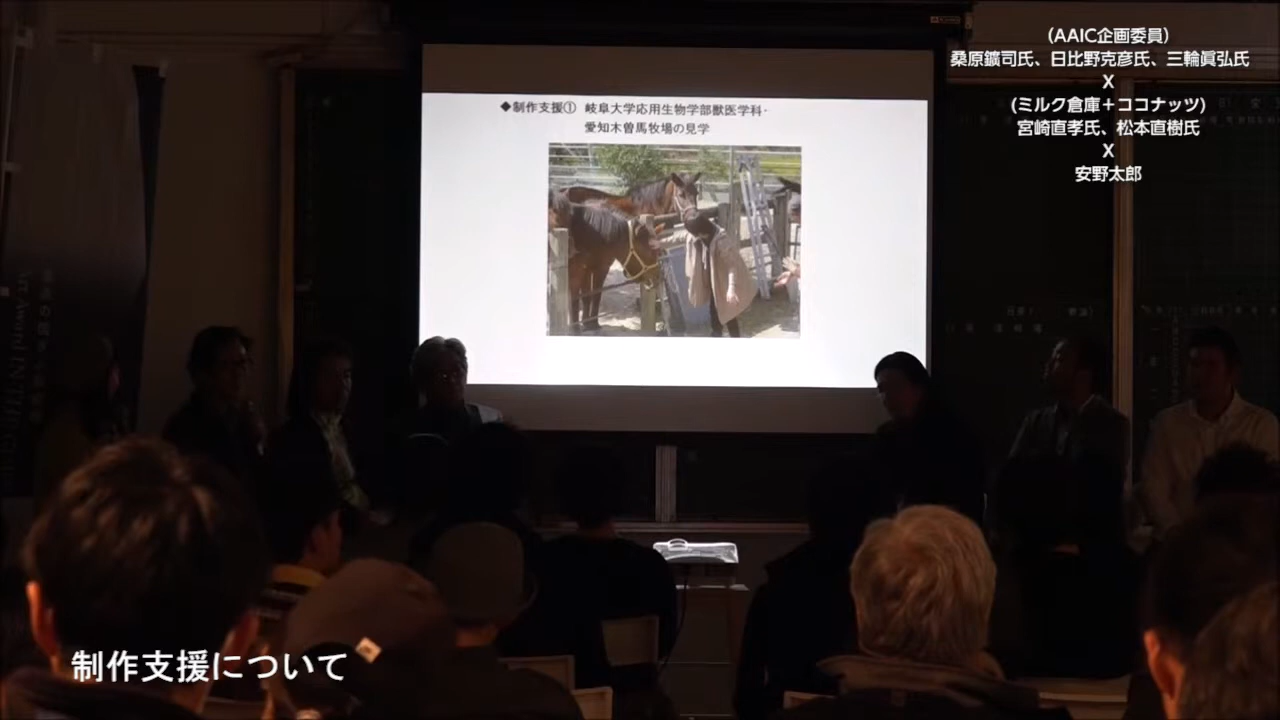 (AAIC企画委員)
桑原鑛司氏、日比野克彦氏、三輪眞弘氏
X
(ミルク倉庫＋ココナッツ)
宮崎直孝氏、松本直樹氏
X
安野太郎
◆制作支援① 岐阜大学応用生物学部獣医学科・
愛知木曽馬牧場の見学
制作支援について